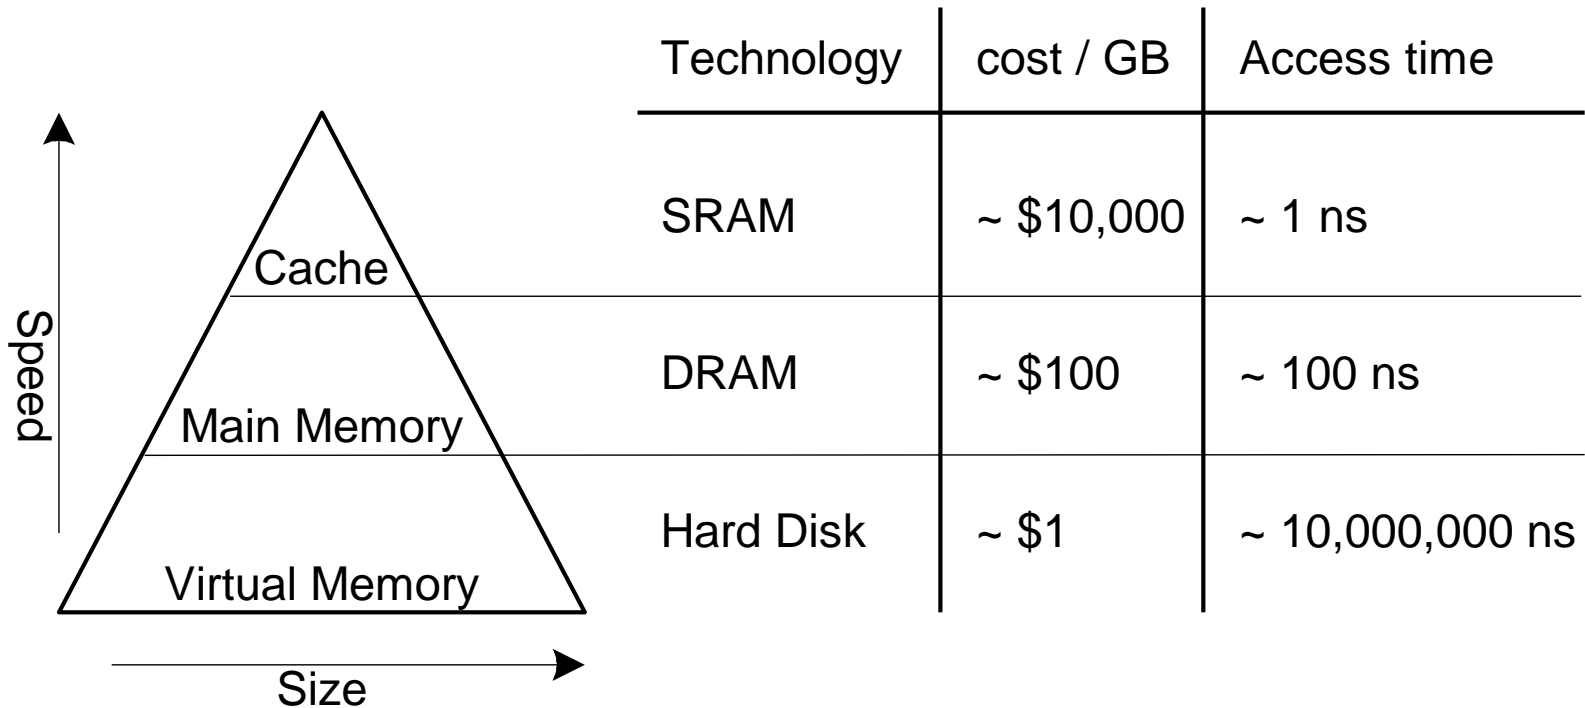 Technology cost / GB Access time
SRAM ~ $10,000 ~ 1 ns
Cache
DRAM ~ $100 ~ 100 ns
Main Memory
Hard Disk ~ $1 ~ 10,000,000 ns
Virtual Memory
Speed
Size